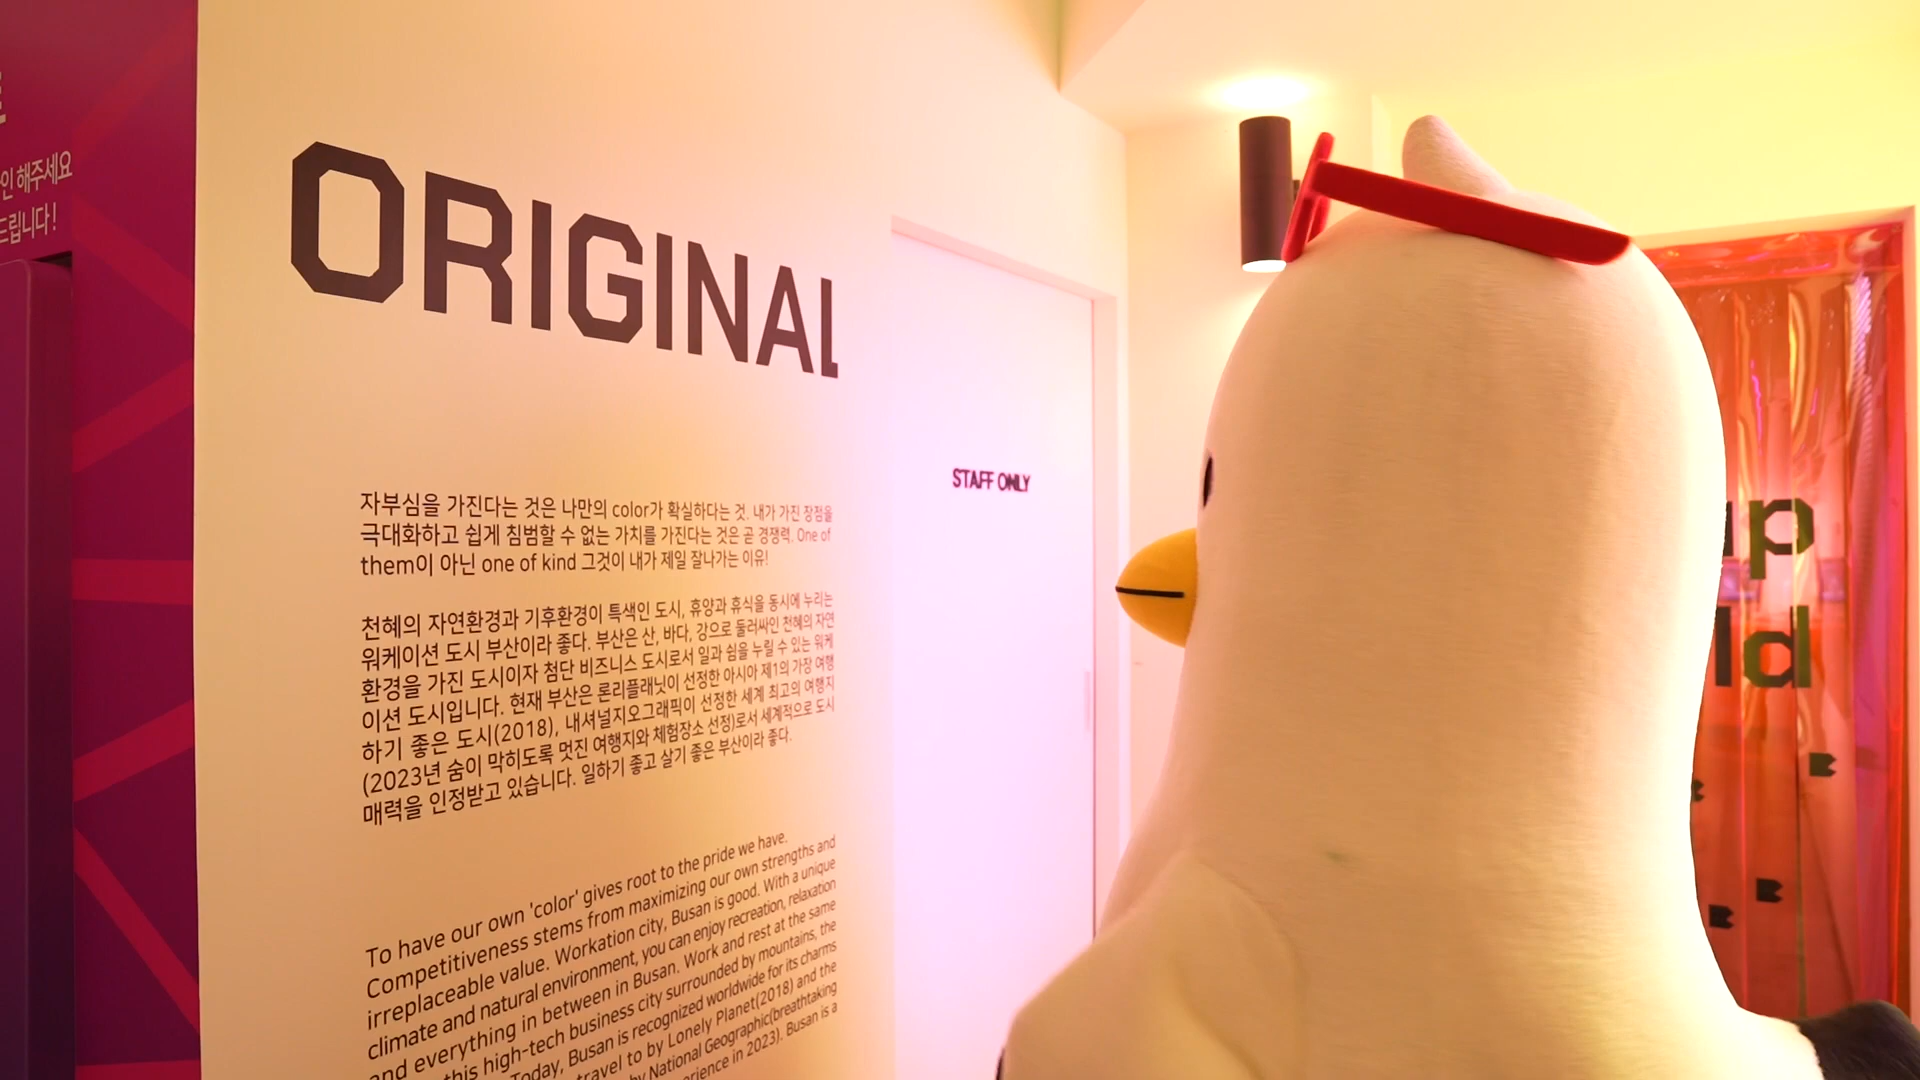 인 해주세요
드립니다!
ORIGINAL
자부심을 가진다는 것은 나만의 color가 확실하다는 것. 내가 가진 장점을
극대화하고 쉽게 침범할 수 없는 가치를 가진다는 것은 곧 경쟁력. One of
them이 아닌 one of kind 그것이 내가 제일 잘나가는 이유!
천혜의 자연환경과 기후환경이 특색인 도시, 휴양과 휴식을 동시에 누리는
워케이션 도시 부산이라 좋다. 부산은 산, 바다, 강으로 둘러싸인 천혜의 자연
환경을 가진 도시이자 첨단 비즈니스 도시로서 일과 쉼을 누릴 수 있는 워케
이션 도시입니다. 현재 부산은 론리플래닛이 선정한 아시아 제1의 가장 여행
하기 좋은 도시(2018), 내셔널지오그래픽이 선정한 세계 최고의 여행지
(2023년 숨이 막히도록 멋진 여행지와 체험장소 선정)로서 세계적으로 도시
매력을 인정받고 있습니다. 일하기 좋고 살기 좋은 부산이라 좋다.
To have our own 'color' gives root to the pride we have.
Competitiveness stems from maximizing our own strengths and
irreplaceable value. Workation city, Busan is good. With a unique
climate and natural environment, you can enjoy recreation, relaxation
and everything in between in Busan. Work and rest at the same
this high-tech business city surrounded by mountains, the
Today, Busan is recognized worldwide for its charms
travel to by Lonely Planet(2018) and the
by National Geographic(breathtaking
erience in 2023). Busan is a
STAFF ONLY
up
ld